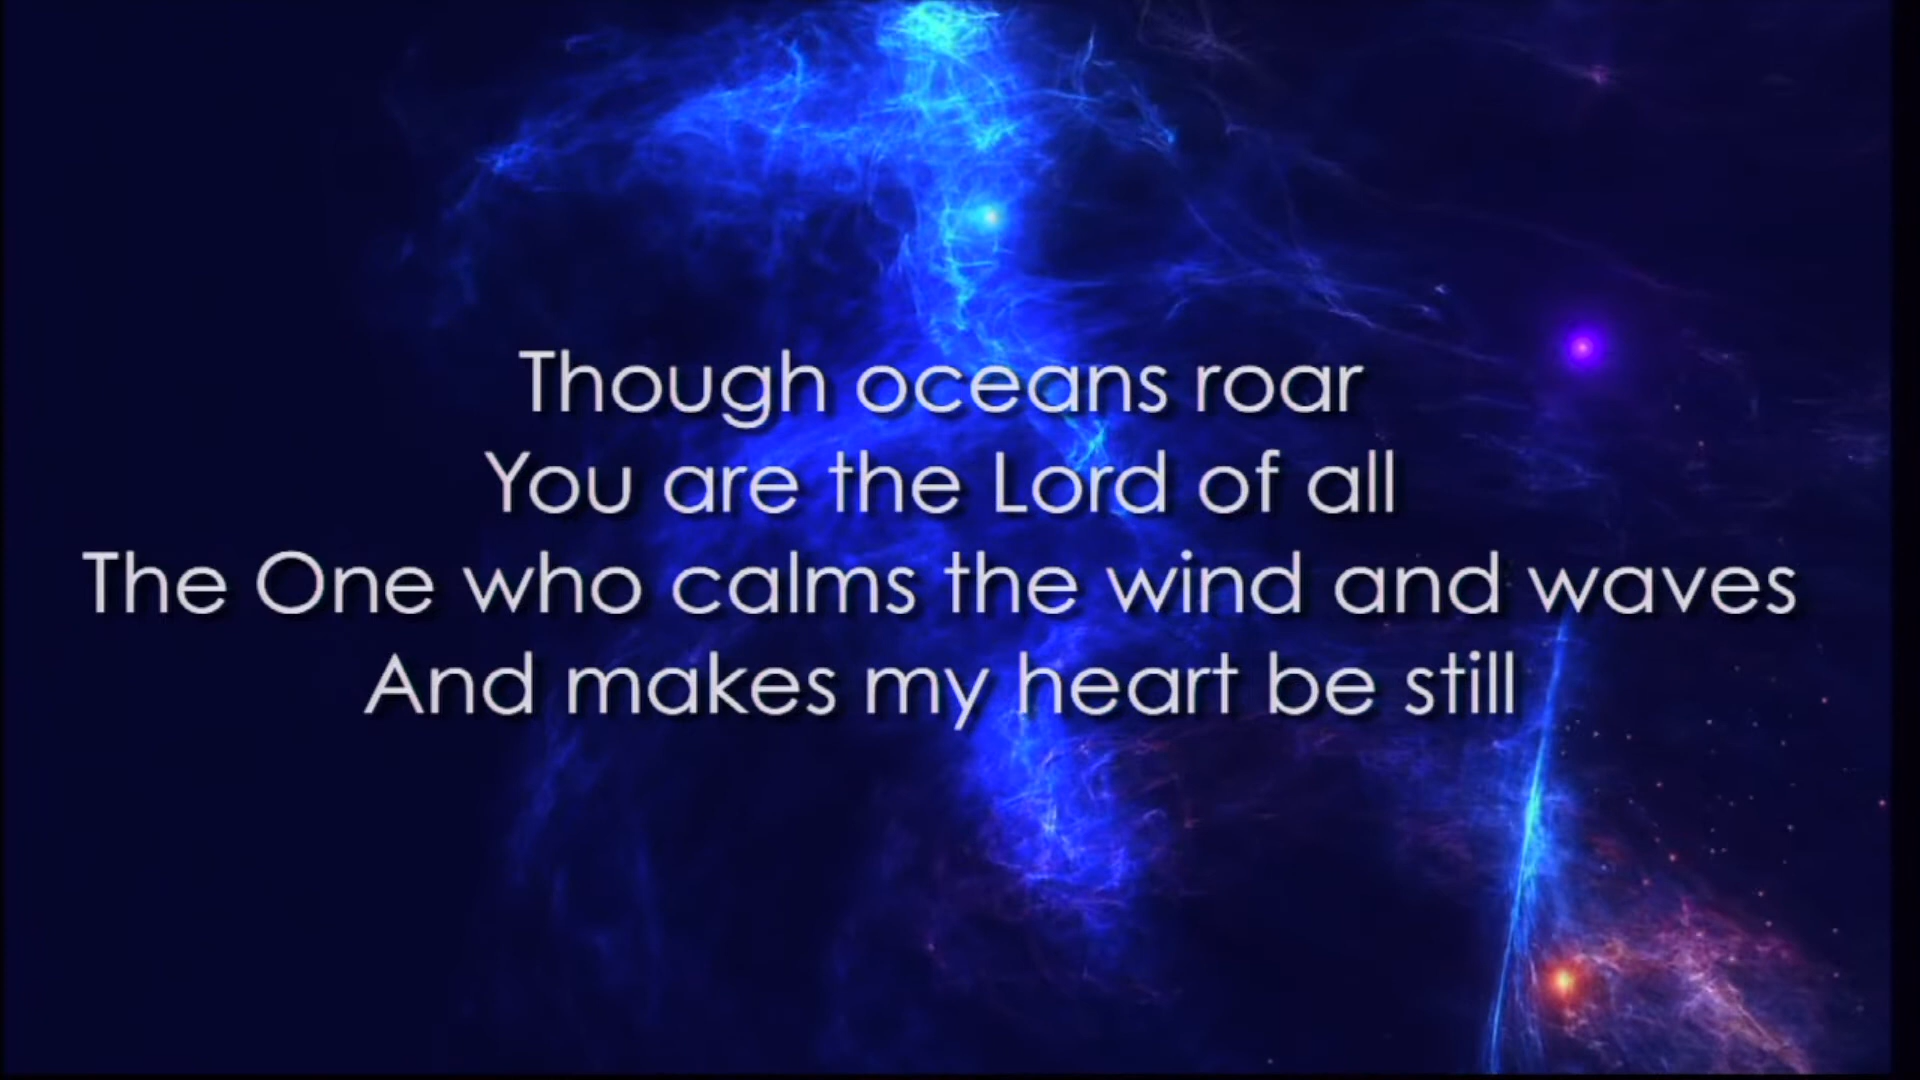 Though oceans roar
You are the Lord of all
The One who calms the wind and waves
And makes my heart be still